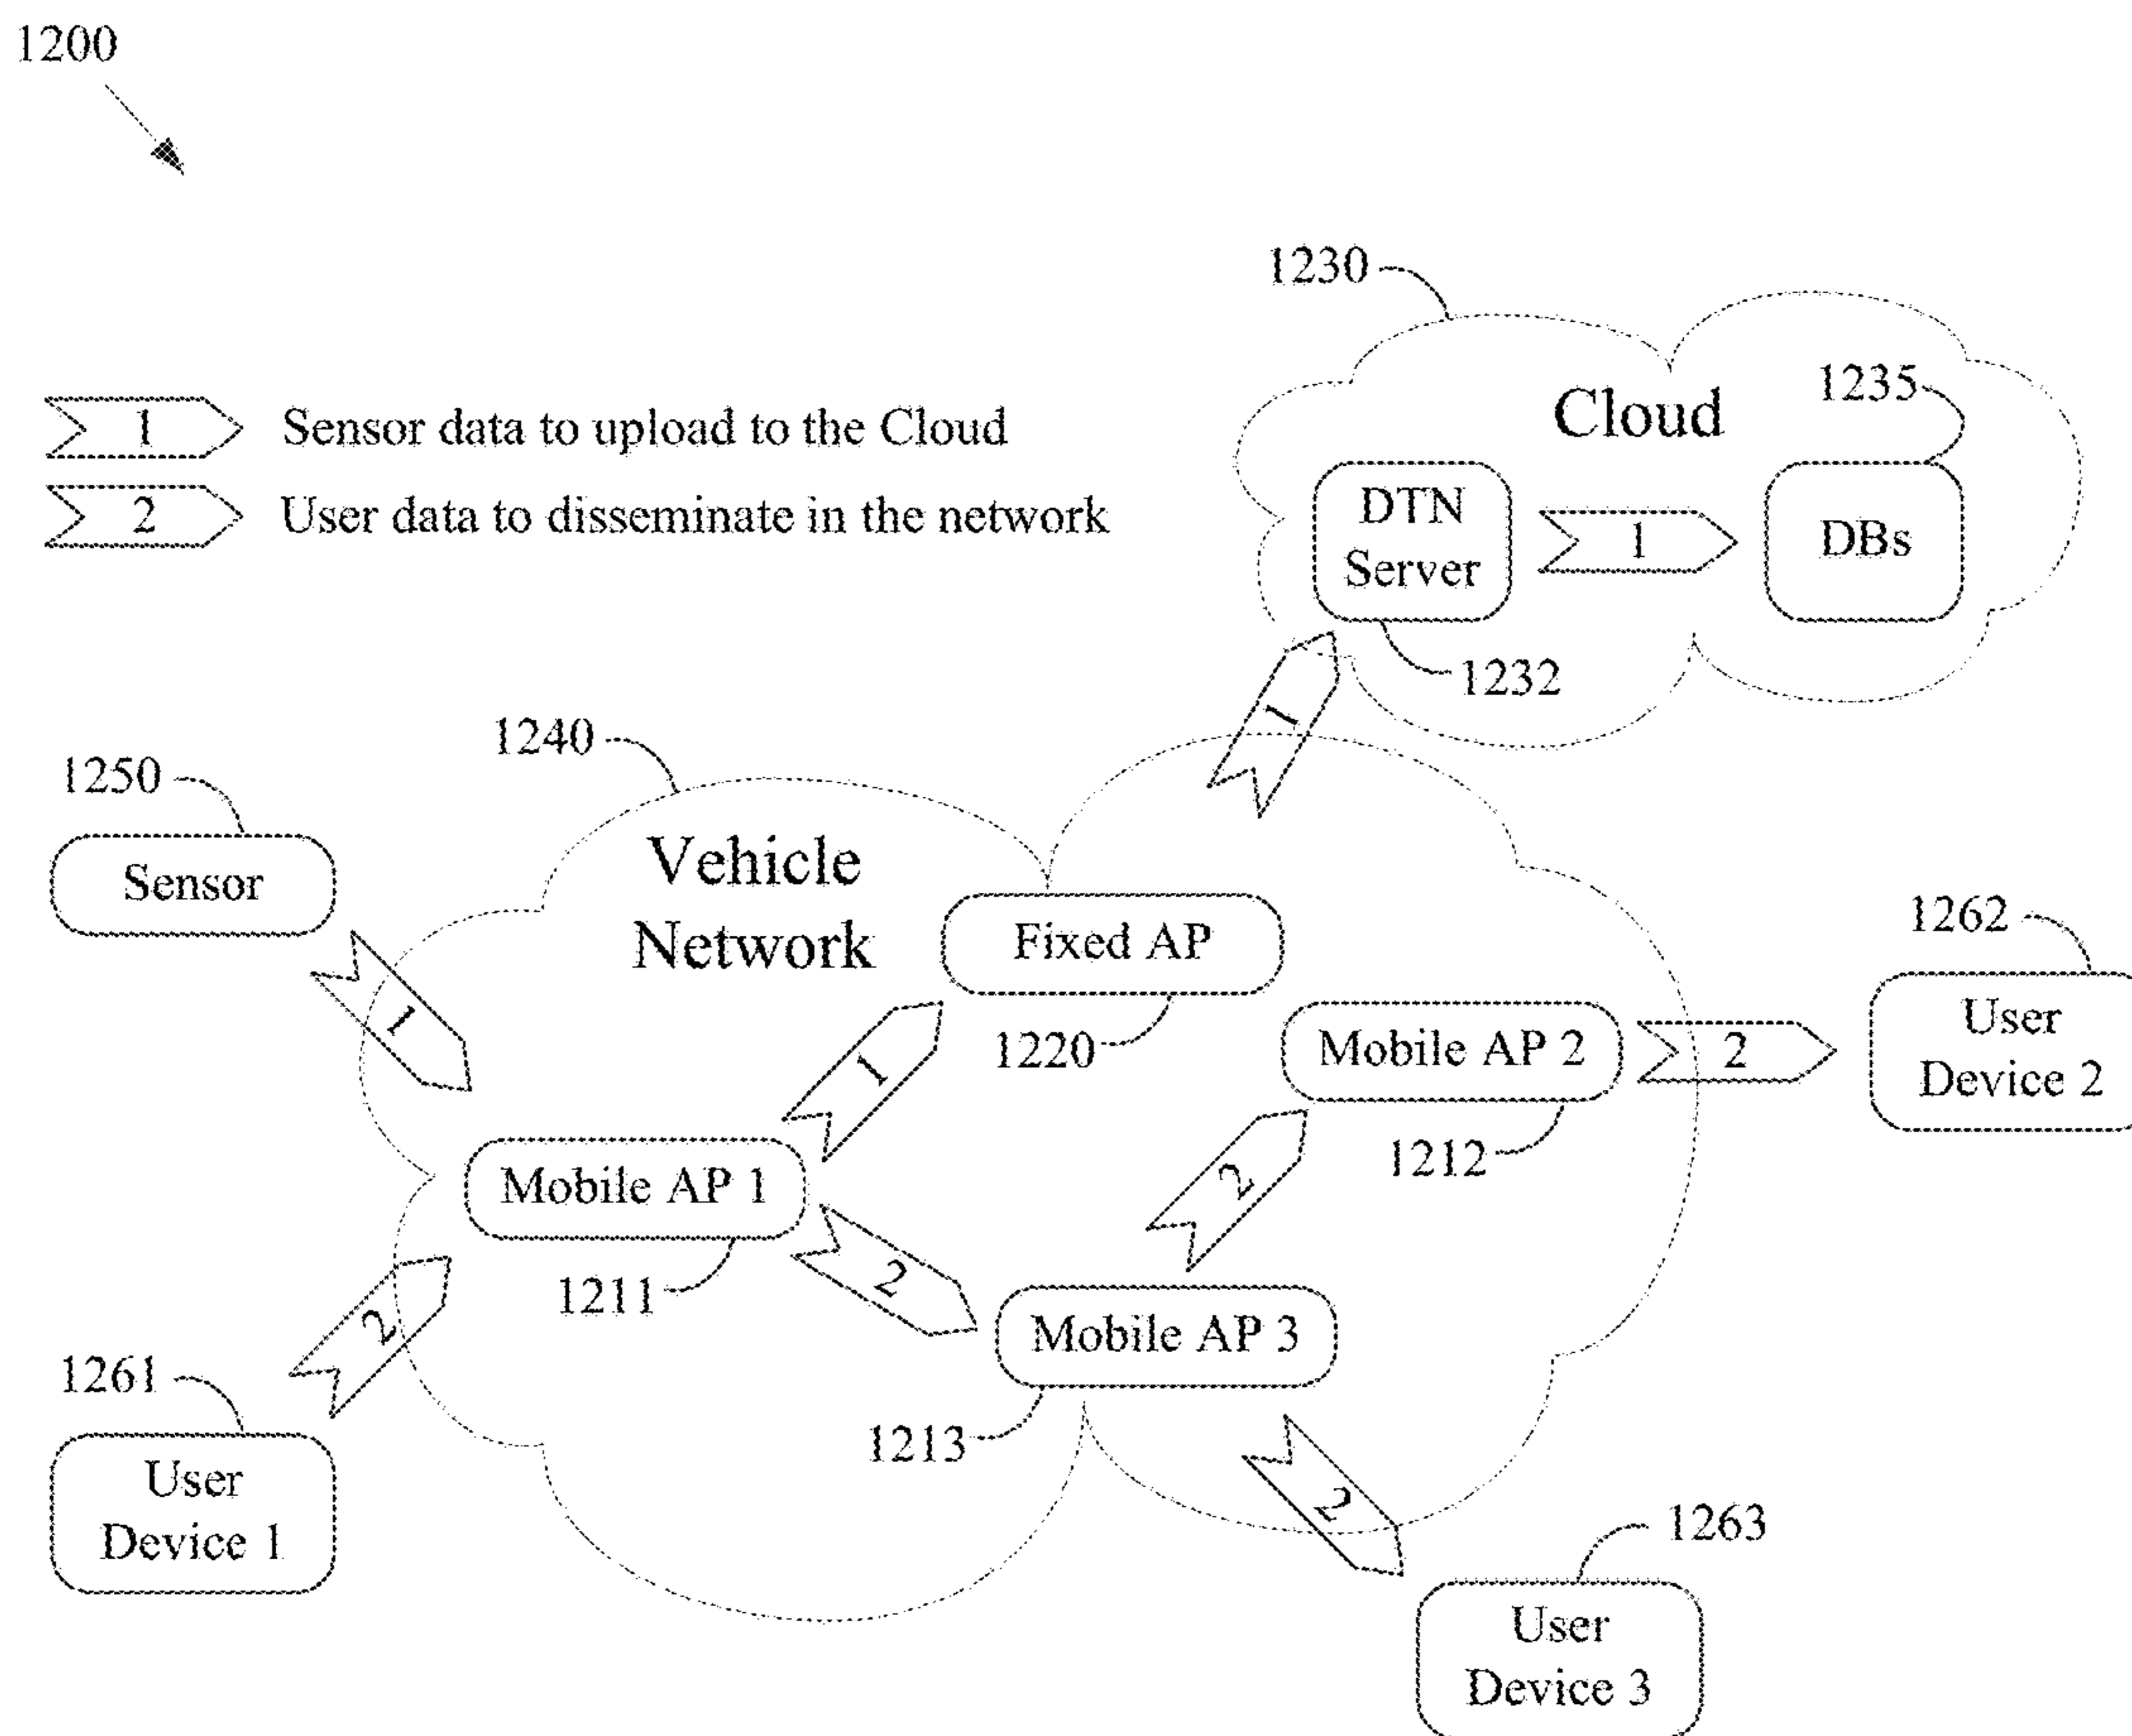 1200
1230
1235
Cloud
1 Sensor data to upload to the Cloud
2 User data to disseminate in the network
DTN
Server
1
DBs
1232
1
1240
1250
Vehicle
Network
Sensor
Fixed AP
1262
1
1220
1
Mobile AP 2
2
User
Device 2
1212
Mobile AP 1
2
1211
2
2
Mobile AP 3
1261
1213
2
User
Device 1
1263
User
Device 3